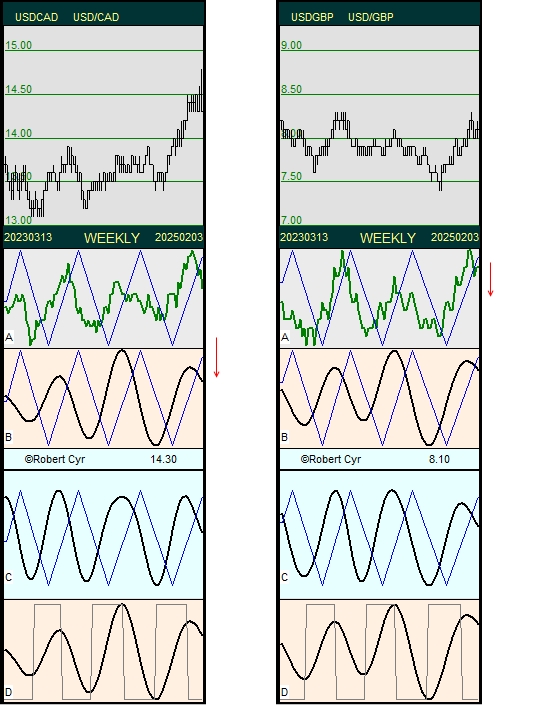 USDCAD USD/CAD
15.00
14.50
14.00
13.50
13.00
20230313 WEEKLY 20250203
A
B
©Robert Cyr 14.30
C
D
USDGBP USD/GBP
9.00
8.50
8.00
7.50
7.00
20230313 WEEKLY 20250203
A
B
©Robert Cyr 8.10
C
D